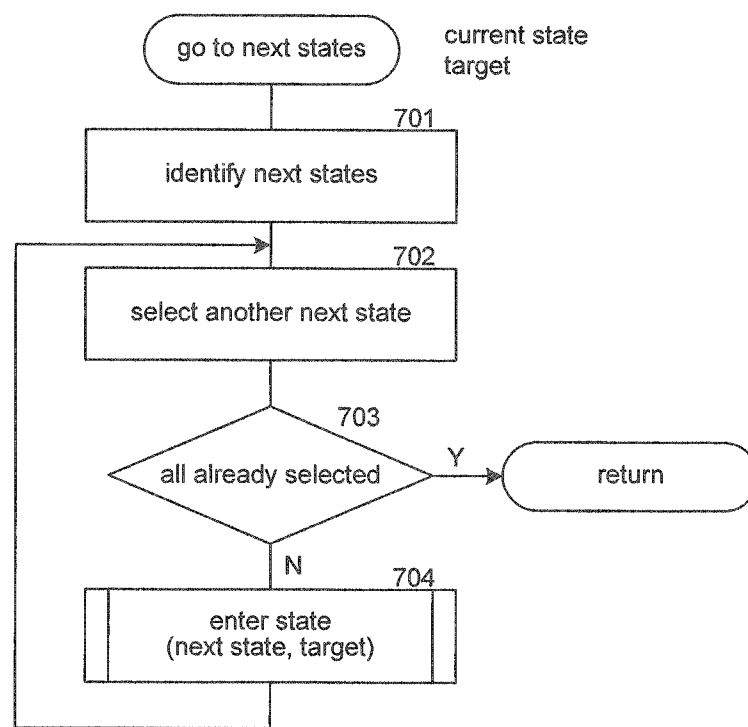 go to next states
current state
target
701
identify next states
702
select another next state
703
all already selected
Y
return
N
704
enter state
(next state, target)